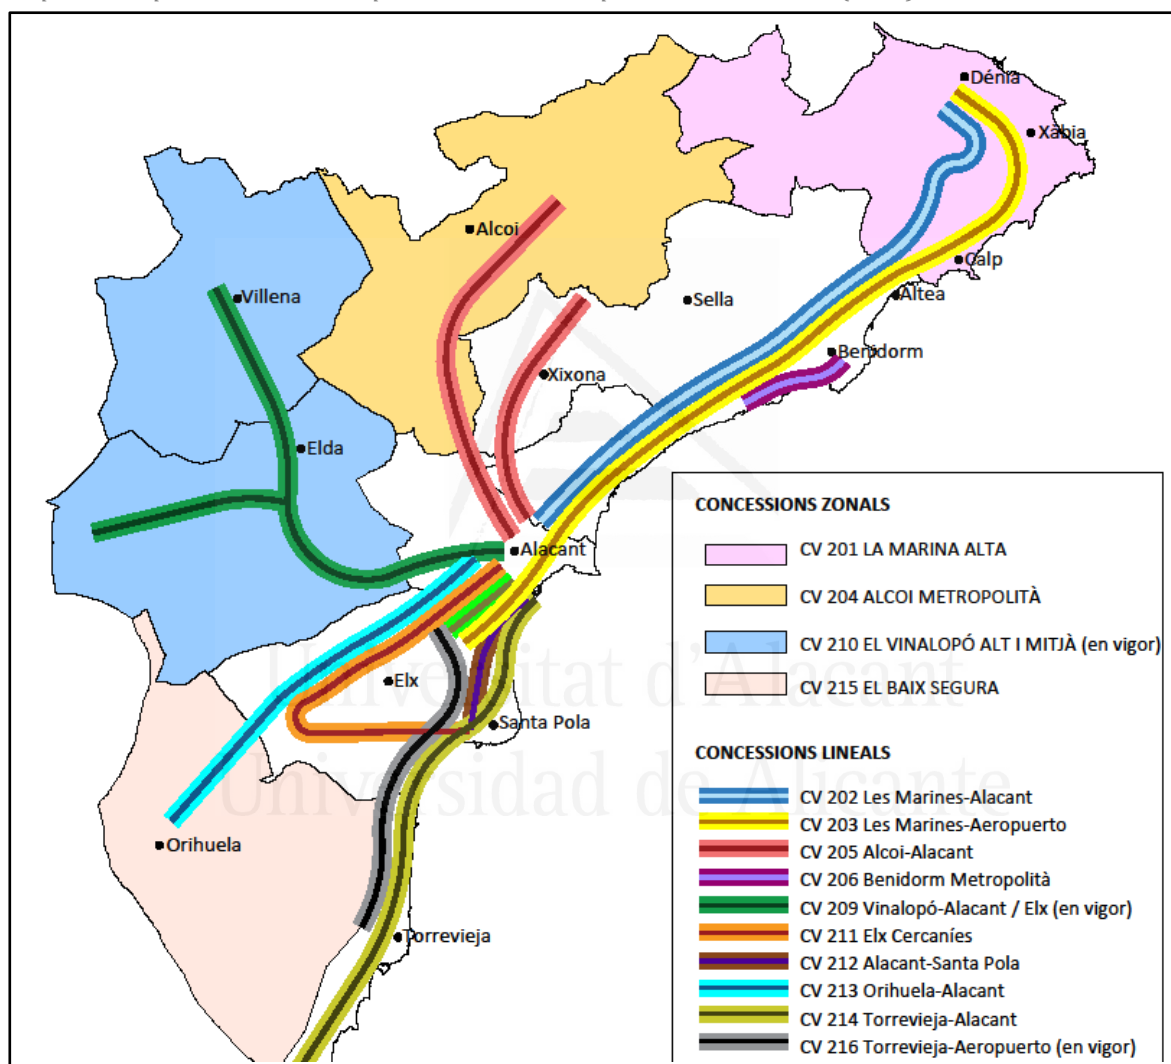 Dénia
Xàbia
Alcoi
Calp
Villena
Sella
Altea
Benidorm
Xixona
Elda
Alacant
Elx
Santa Pola
Orihuela
Torrevieja
Universitat d'Alacant
Universidad de Alicante
CONCESSIONS ZONALS
CV 201 LA MARINA ALTA
CV 204 ALCOI METROPOLITÀ
CV 210 EL VINALOPÓ ALT I MITJÀ (en vigor)
CV 215 EL BAIX SEGURA
CONCESSIONS LINEALS
CV 202 Les Marines-Alacant
CV 203 Les Marines-Aeropuerto
CV 205 Alcoi-Alacant
CV 206 Benidorm Metropolità
CV 209 Vinalopó-Alacant / Elx (en vigor)
CV 211 Elx Cercaníes
CV 212 Alacant-Santa Pola
CV 213 Orihuela-Alacant
CV 214 Torrevieja-Alacant
CV 216 Torrevieja-Aeropuerto (en vigor)